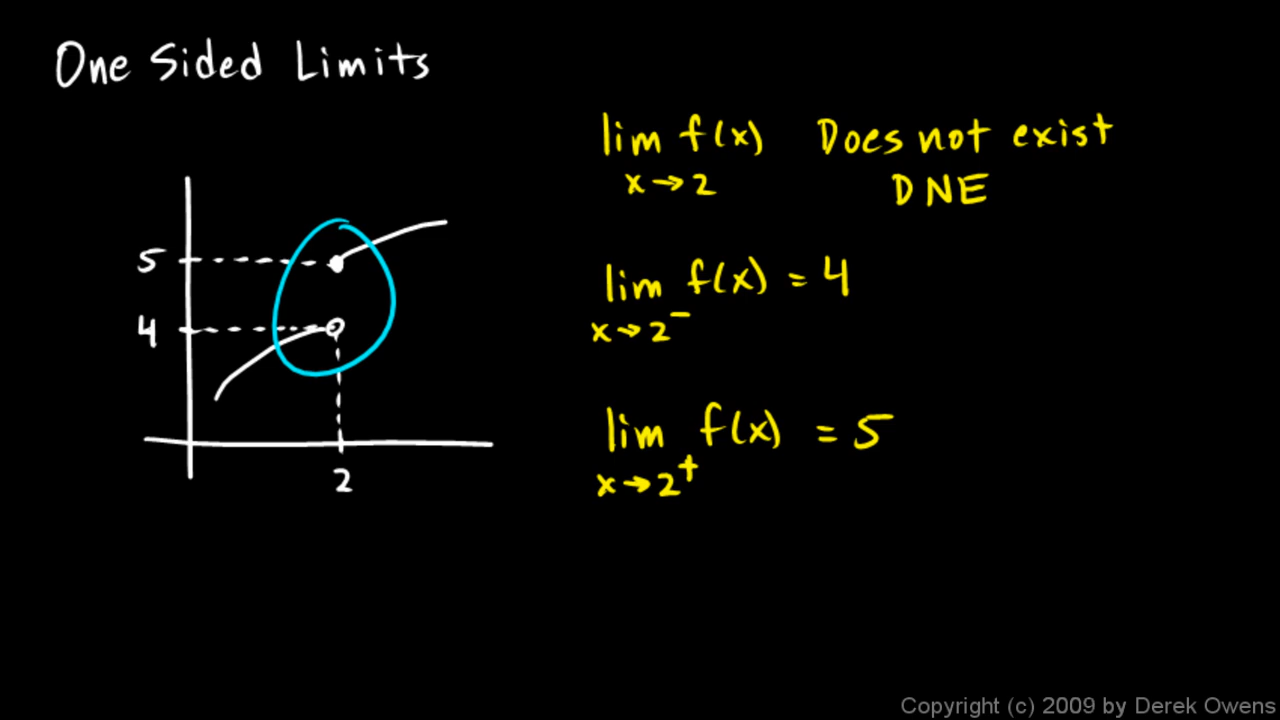 One Sided Limits
lim f(x) Does not exist
x→2 DNE
5
lim f(x) = 4
x→2⁻
4
lim f(x) = 5
x→2⁺
2
Copyright (c) 2009 by Derek Owens